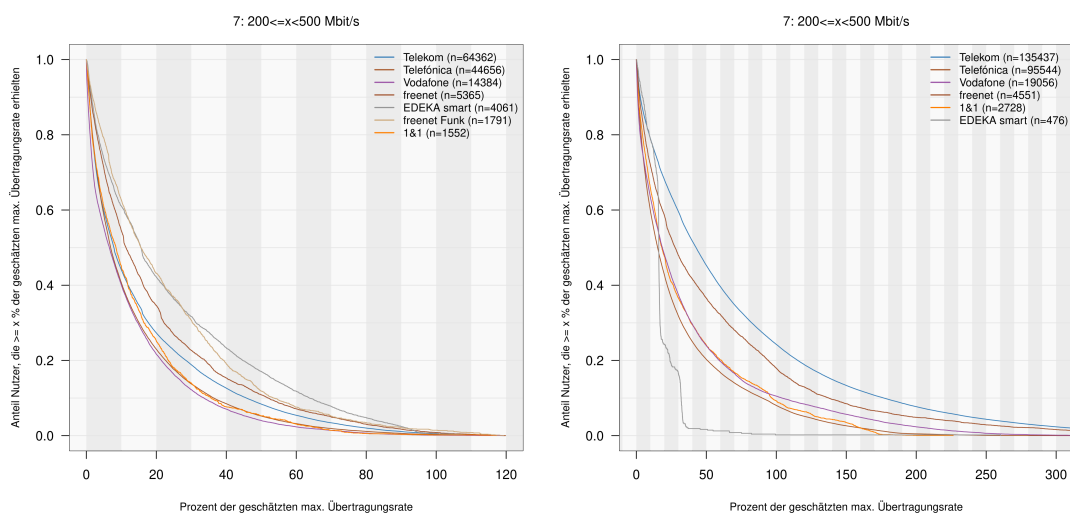 7: 200<=x<500 Mbit/s
Anteil Nutzer, die >= x % der geschätzten max. Übertragungsrate erhielten
1.0
0.8
0.6
0.4
0.2
0.0
Telekom (n=64362)
Telefónica (n=44656)
Vodafone (n=14384)
freenet (n=5365)
EDEKA smart (n=4061)
freenet Funk (n=1791)
1&1 (n=1552)
0 20 40 60 80 100 120
Prozent der geschätzten max. Übertragungsrate
7: 200<=x<500 Mbit/s
Anteil Nutzer, die >= x % der geschätzten max. Übertragungsrate erhielten
1.0
0.8
0.6
0.4
0.2
0.0
Telekom (n=135437)
Telefónica (n=95544)
Vodafone (n=19056)
freenet (n=4551)
1&1 (n=2728)
EDEKA smart (n=476)
0 50 100 150 200 250 300
Prozent der geschätzten max. Übertragungsrate